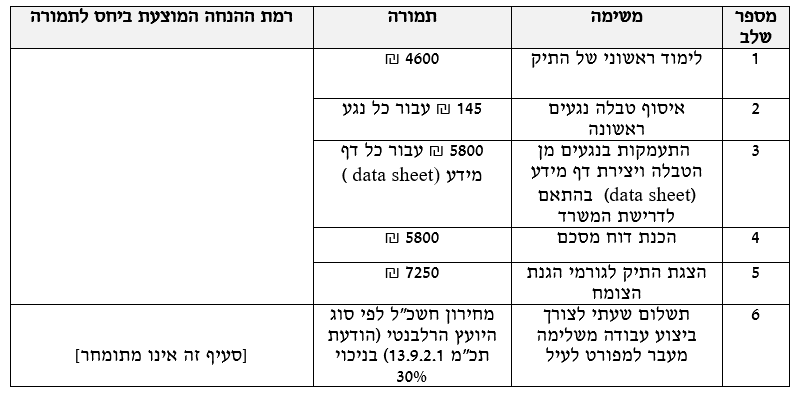 מספר שלב	משימה	תמורה	רמת ההנחה המוצעת ביחס לתמורה
1	לימוד ראשוני של התיק	4600 ₪
2	איסוף טבלה נגעים ראשונה	145 ₪ עבור כל נגע
3	התעמקות בנגעים מן הטבלה ויצירת דף מידע (data sheet) בהתאם לדרישת המשרד	5800 ₪ עבור כל דף מידע (data sheet )
4	הכנת דוח מסכם	5800 ₪
5	הצגת התיק לגורמי הגנת הצומח	7250 ₪
6	תשלום שעתי לצורך ביצוע עבודה משלימה מעבר למפורט לעיל	מחירון חשכ"ל לפי סוג היועץ הרלבנטי (הודעת תכ"מ 13.9.2.1) בניכוי 30%	[סעיף זה אינו מתומחר]